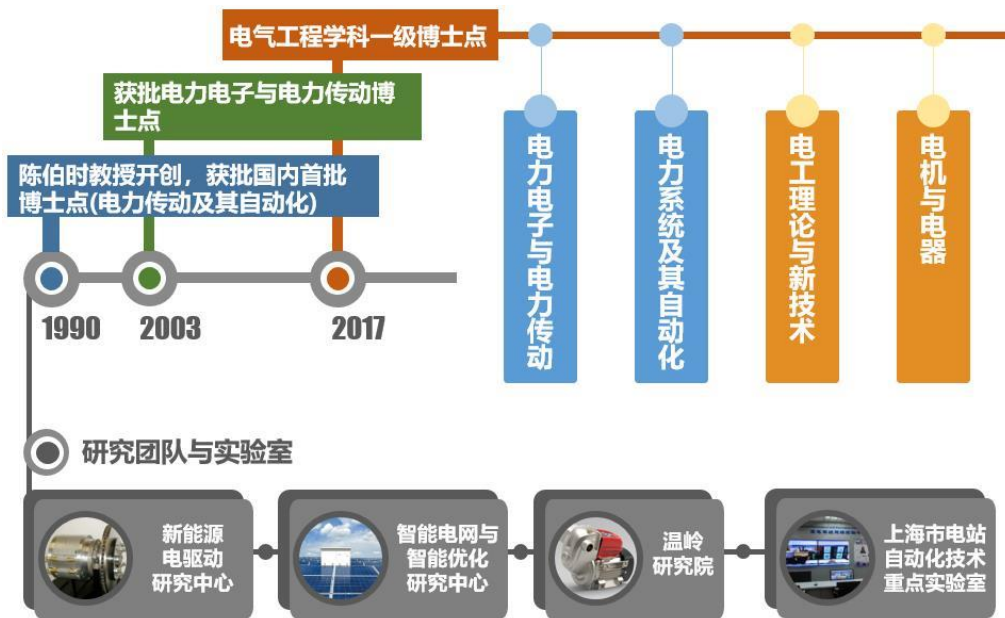 电气工程学科一级博士点
获批电力电子与电力传动博
士点
陈伯时教授开创，获批国内首批
博士点(电力传动及其自动化)
1990
2003
2017
电力电子与电力传动
电力系统及其自动化
电工理论与新技术
电机与电器
研究团队与实验室
新能源
电驱动
研究中心
智能电网与
智能优化
研究中心
温岭
研究院
上海市电站
自动化技术
重点实验室